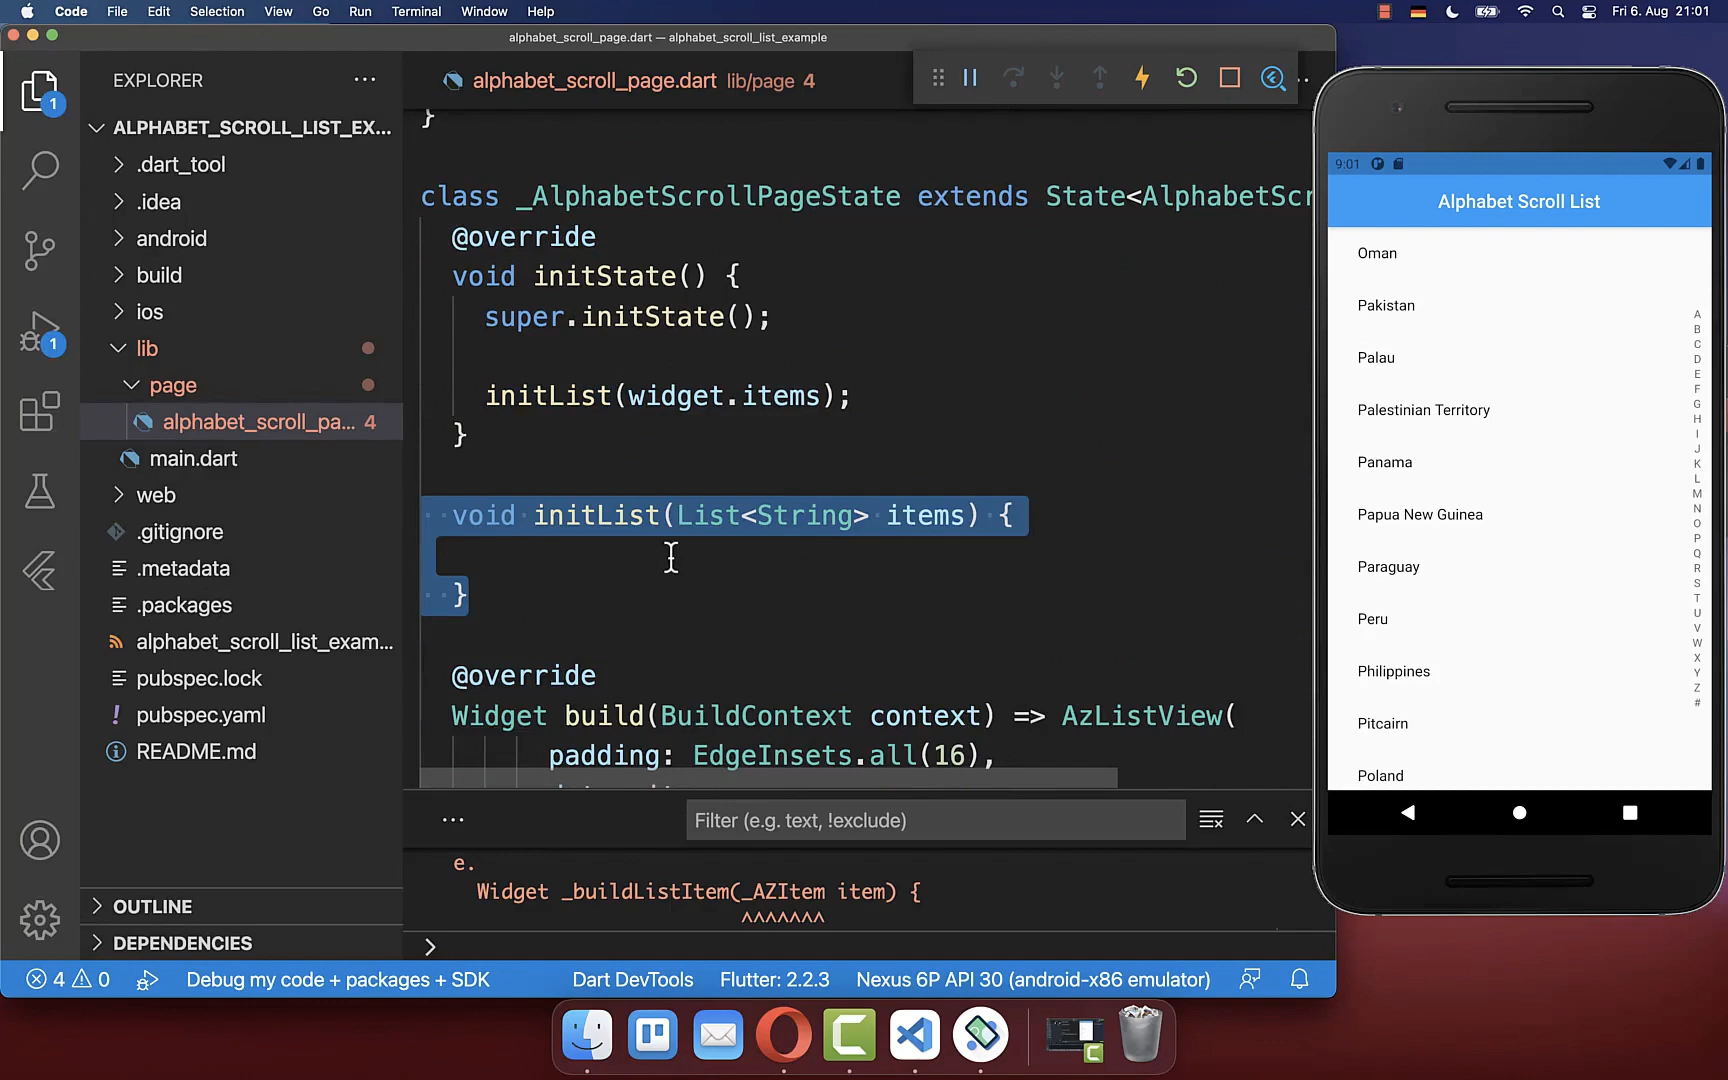 Code File Edit Selection View Go Run Terminal Window Help Fri 6. Aug 21:01
alphabet_scroll_page.dart — alphabet_scroll_list_example
EXPLORER
1
ALPHABET_SCROLL_LIST_EX...
.dart_tool
.idea
android
build
ios
lib
page
alphabet_scroll_pa... 4
main.dart
web
.gitignore
.metadata
.packages
alphabet_scroll_list_exam...
pubspec.lock
pubspec.yaml
README.md
1
OUTLINE
DEPENDENCIES
alphabet_scroll_page.dart lib/page 4
}
class _AlphabetScrollPageState extends State<AlphabetScr
@override
void initState() {
super.initState();
initList(widget.items);
}
void initList(List<String> items) {
}
@override
Widget build(BuildContext context) => AzListView(
padding: EdgeInsets.all(16),
Filter (e.g. text, !exclude)
e.
Widget _buildListItem(_AZItem item) {
^^^^^^^
4 0 Debug my code + packages + SDK Dart DevTools Flutter: 2.2.3 Nexus 6P API 30 (android-x86 emulator)
9:01
Alphabet Scroll List
Oman
Pakistan
Palau
Palestinian Territory
Panama
Papua New Guinea
Paraguay
Peru
Philippines
Pitcairn
Poland
A
B
C
D
E
F
G
H
I
J
K
L
M
N
O
P
Q
R
S
T
U
V
W
X
Y
Z
#